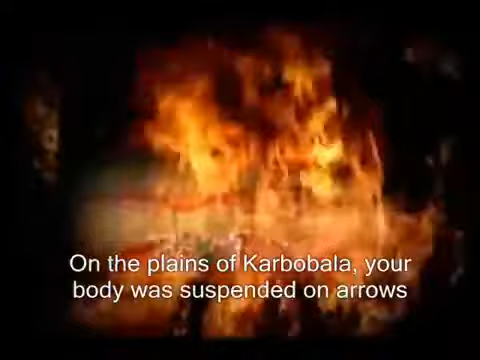 On the plains of Karbobala, your
body was suspended on arrows